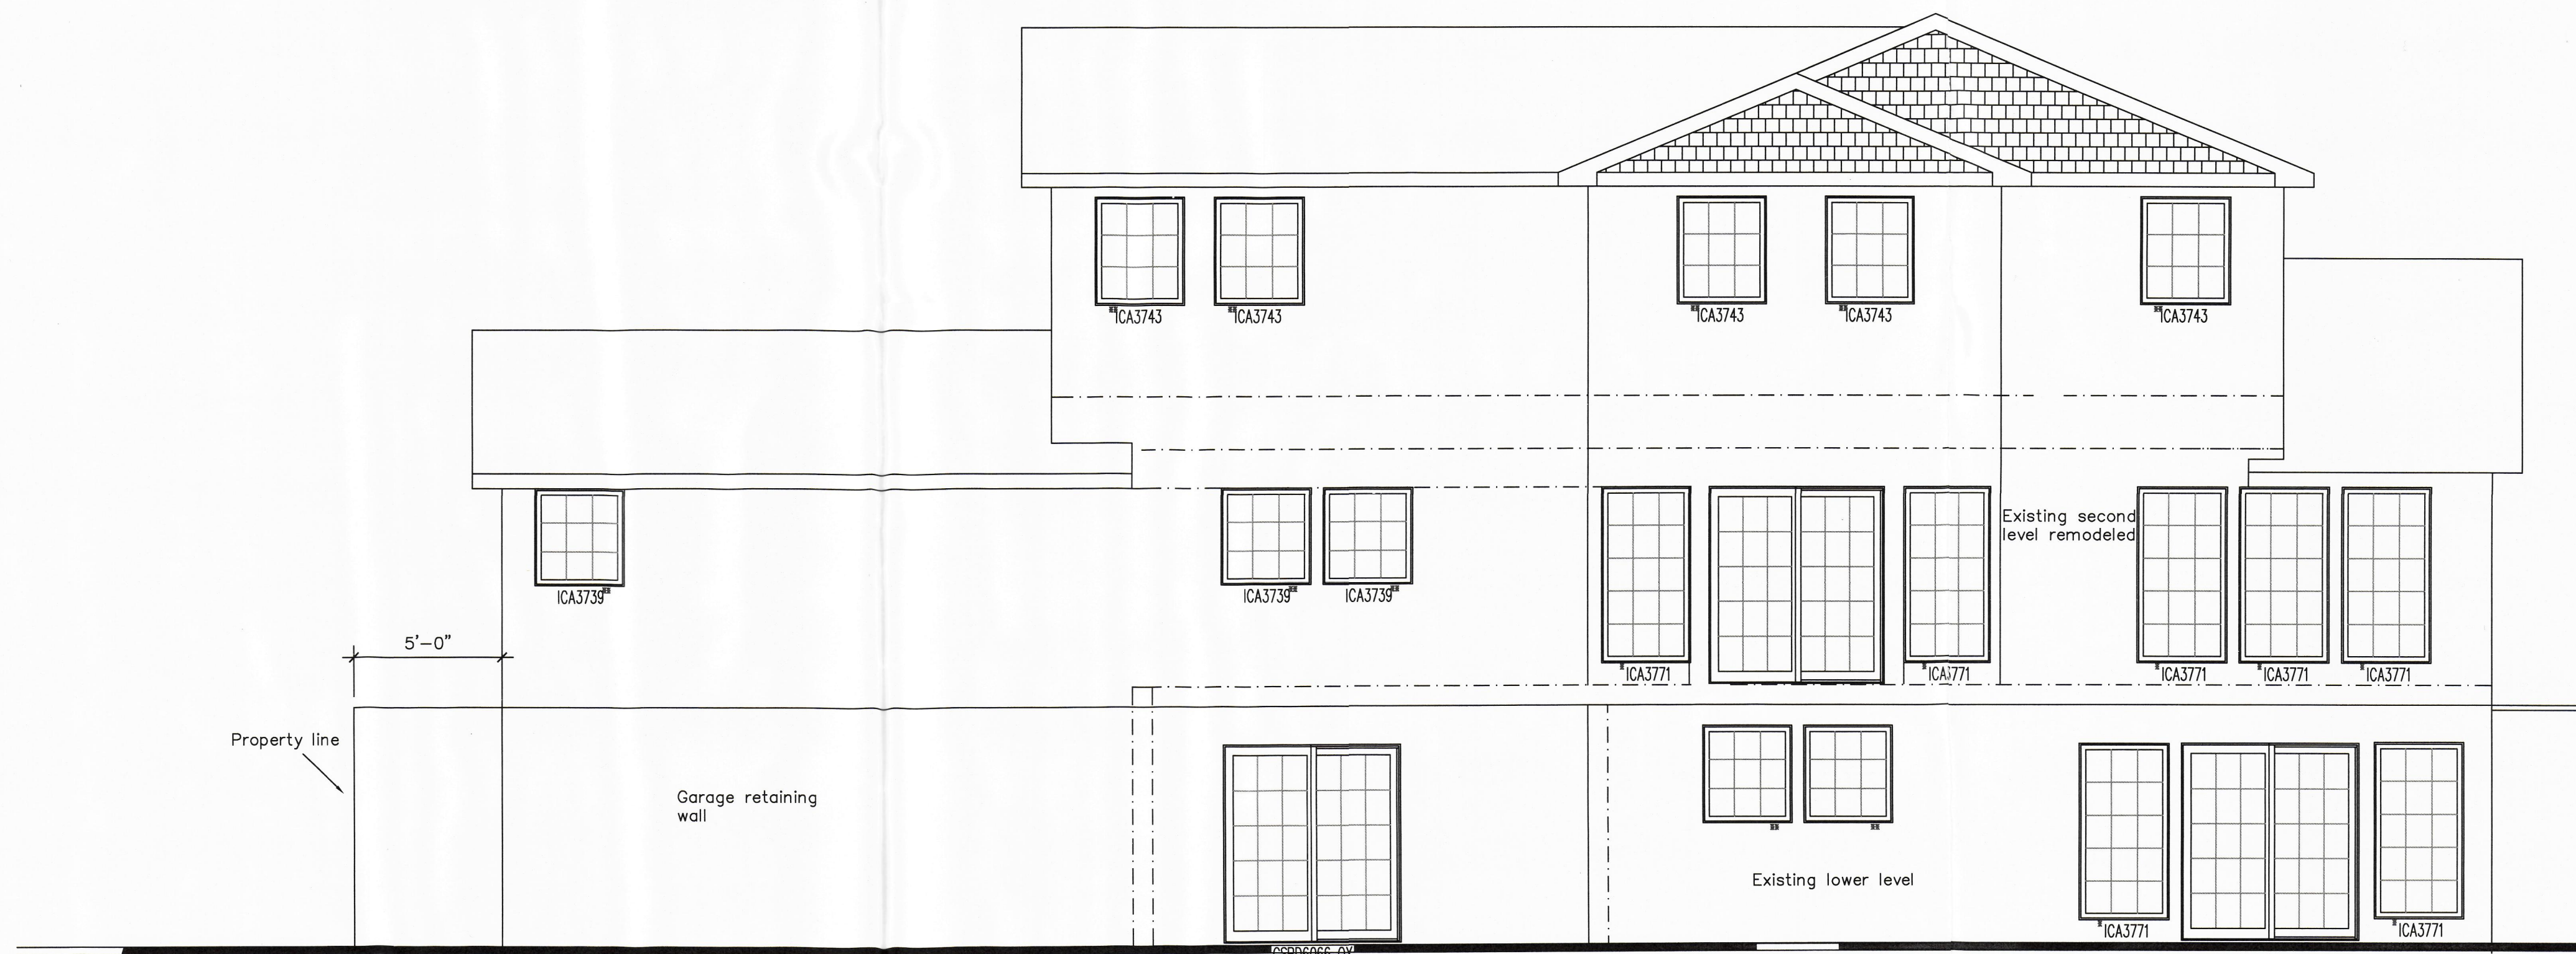 ICA3743
ICA3743
ICA3743
ICA3743
ICA3743
Existing second
level remodeled
ICA3739
ICA3739
ICA3739
5'-0"
ICA3771
ICA3771
ICA3771
ICA3771
ICA3771
Property line
Garage retaining
wall
Existing lower level
ICA3771
ICA3771